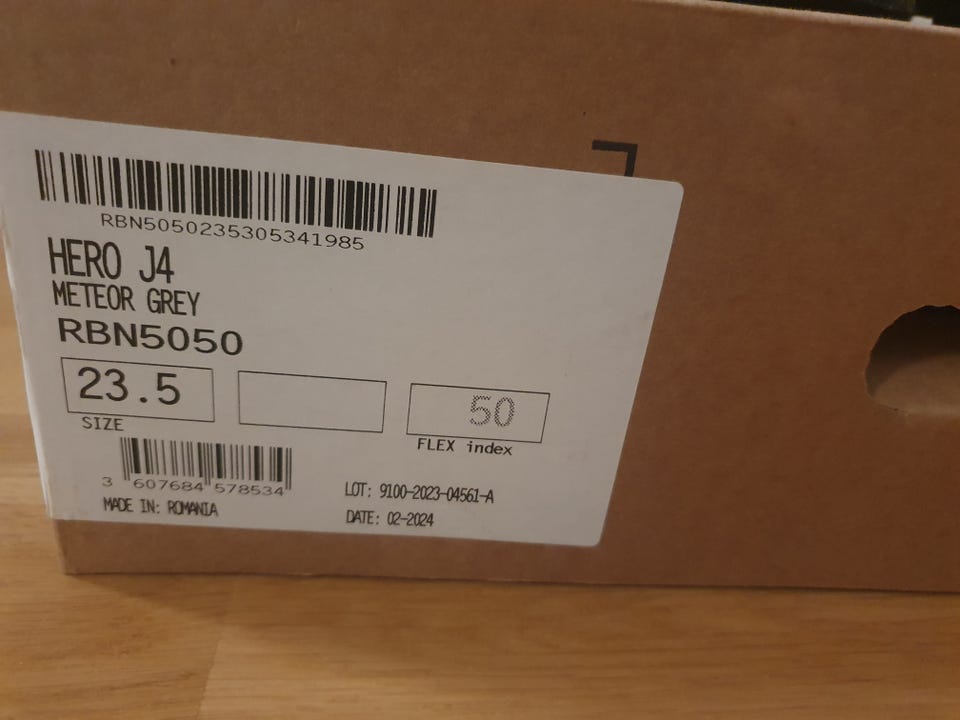 RBN5050235305341985
HERO J4
METEOR GREY
RBN5050
23.5
SIZE
50
FLEX index
3 607684 578534
MADE IN: ROMANIA
LOT: 9100-2023-04561-A
DATE: 02-2024